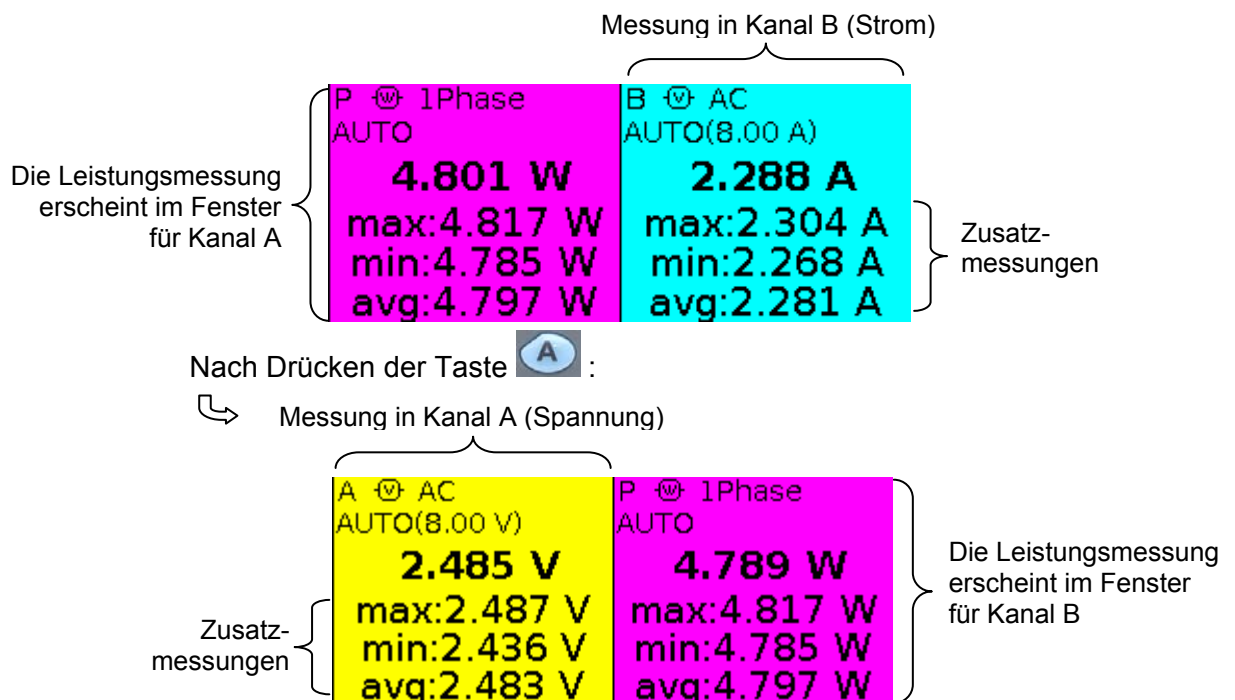 Messung in Kanal B (Strom)
Die Leistungsmessung
erscheint im Fenster
für Kanal A
P W 1Phase
AUTO
4.801 W
max:4.817 W
min:4.785 W
avg:4.797 W
B V AC
AUTO(8.00 A)
2.288 A
max:2.304 A
min:2.268 A
avg:2.281 A
Zusatz-
messungen
Nach Drücken der Taste A :
Messung in Kanal A (Spannung)
A V AC
AUTO(8.00 V)
2.485 V
max:2.487 V
min:2.436 V
avg:2.483 V
Zusatz-
messungen
P W 1Phase
AUTO
4.789 W
max:4.817 W
min:4.785 W
avg:4.797 W
Die Leistungsmessung
erscheint im Fenster
für Kanal B